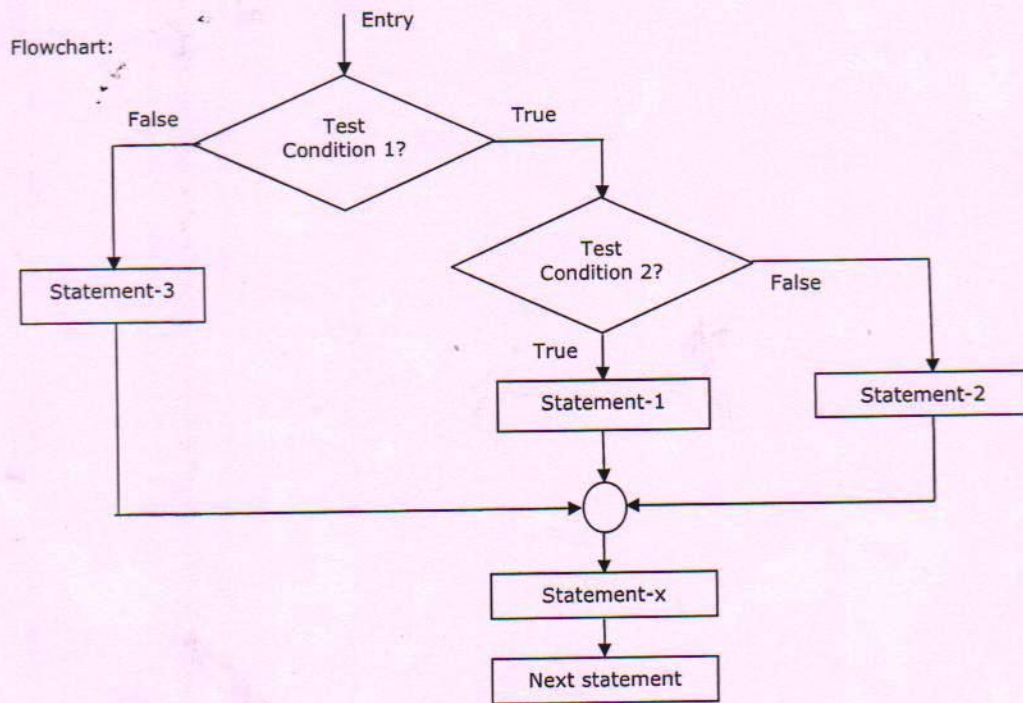 Entry
Flowchart:
False
True
Test
Condition 1?
Test
Condition 2?
False
Statement-3
True
Statement-1
Statement-2
Statement-x
Next statement